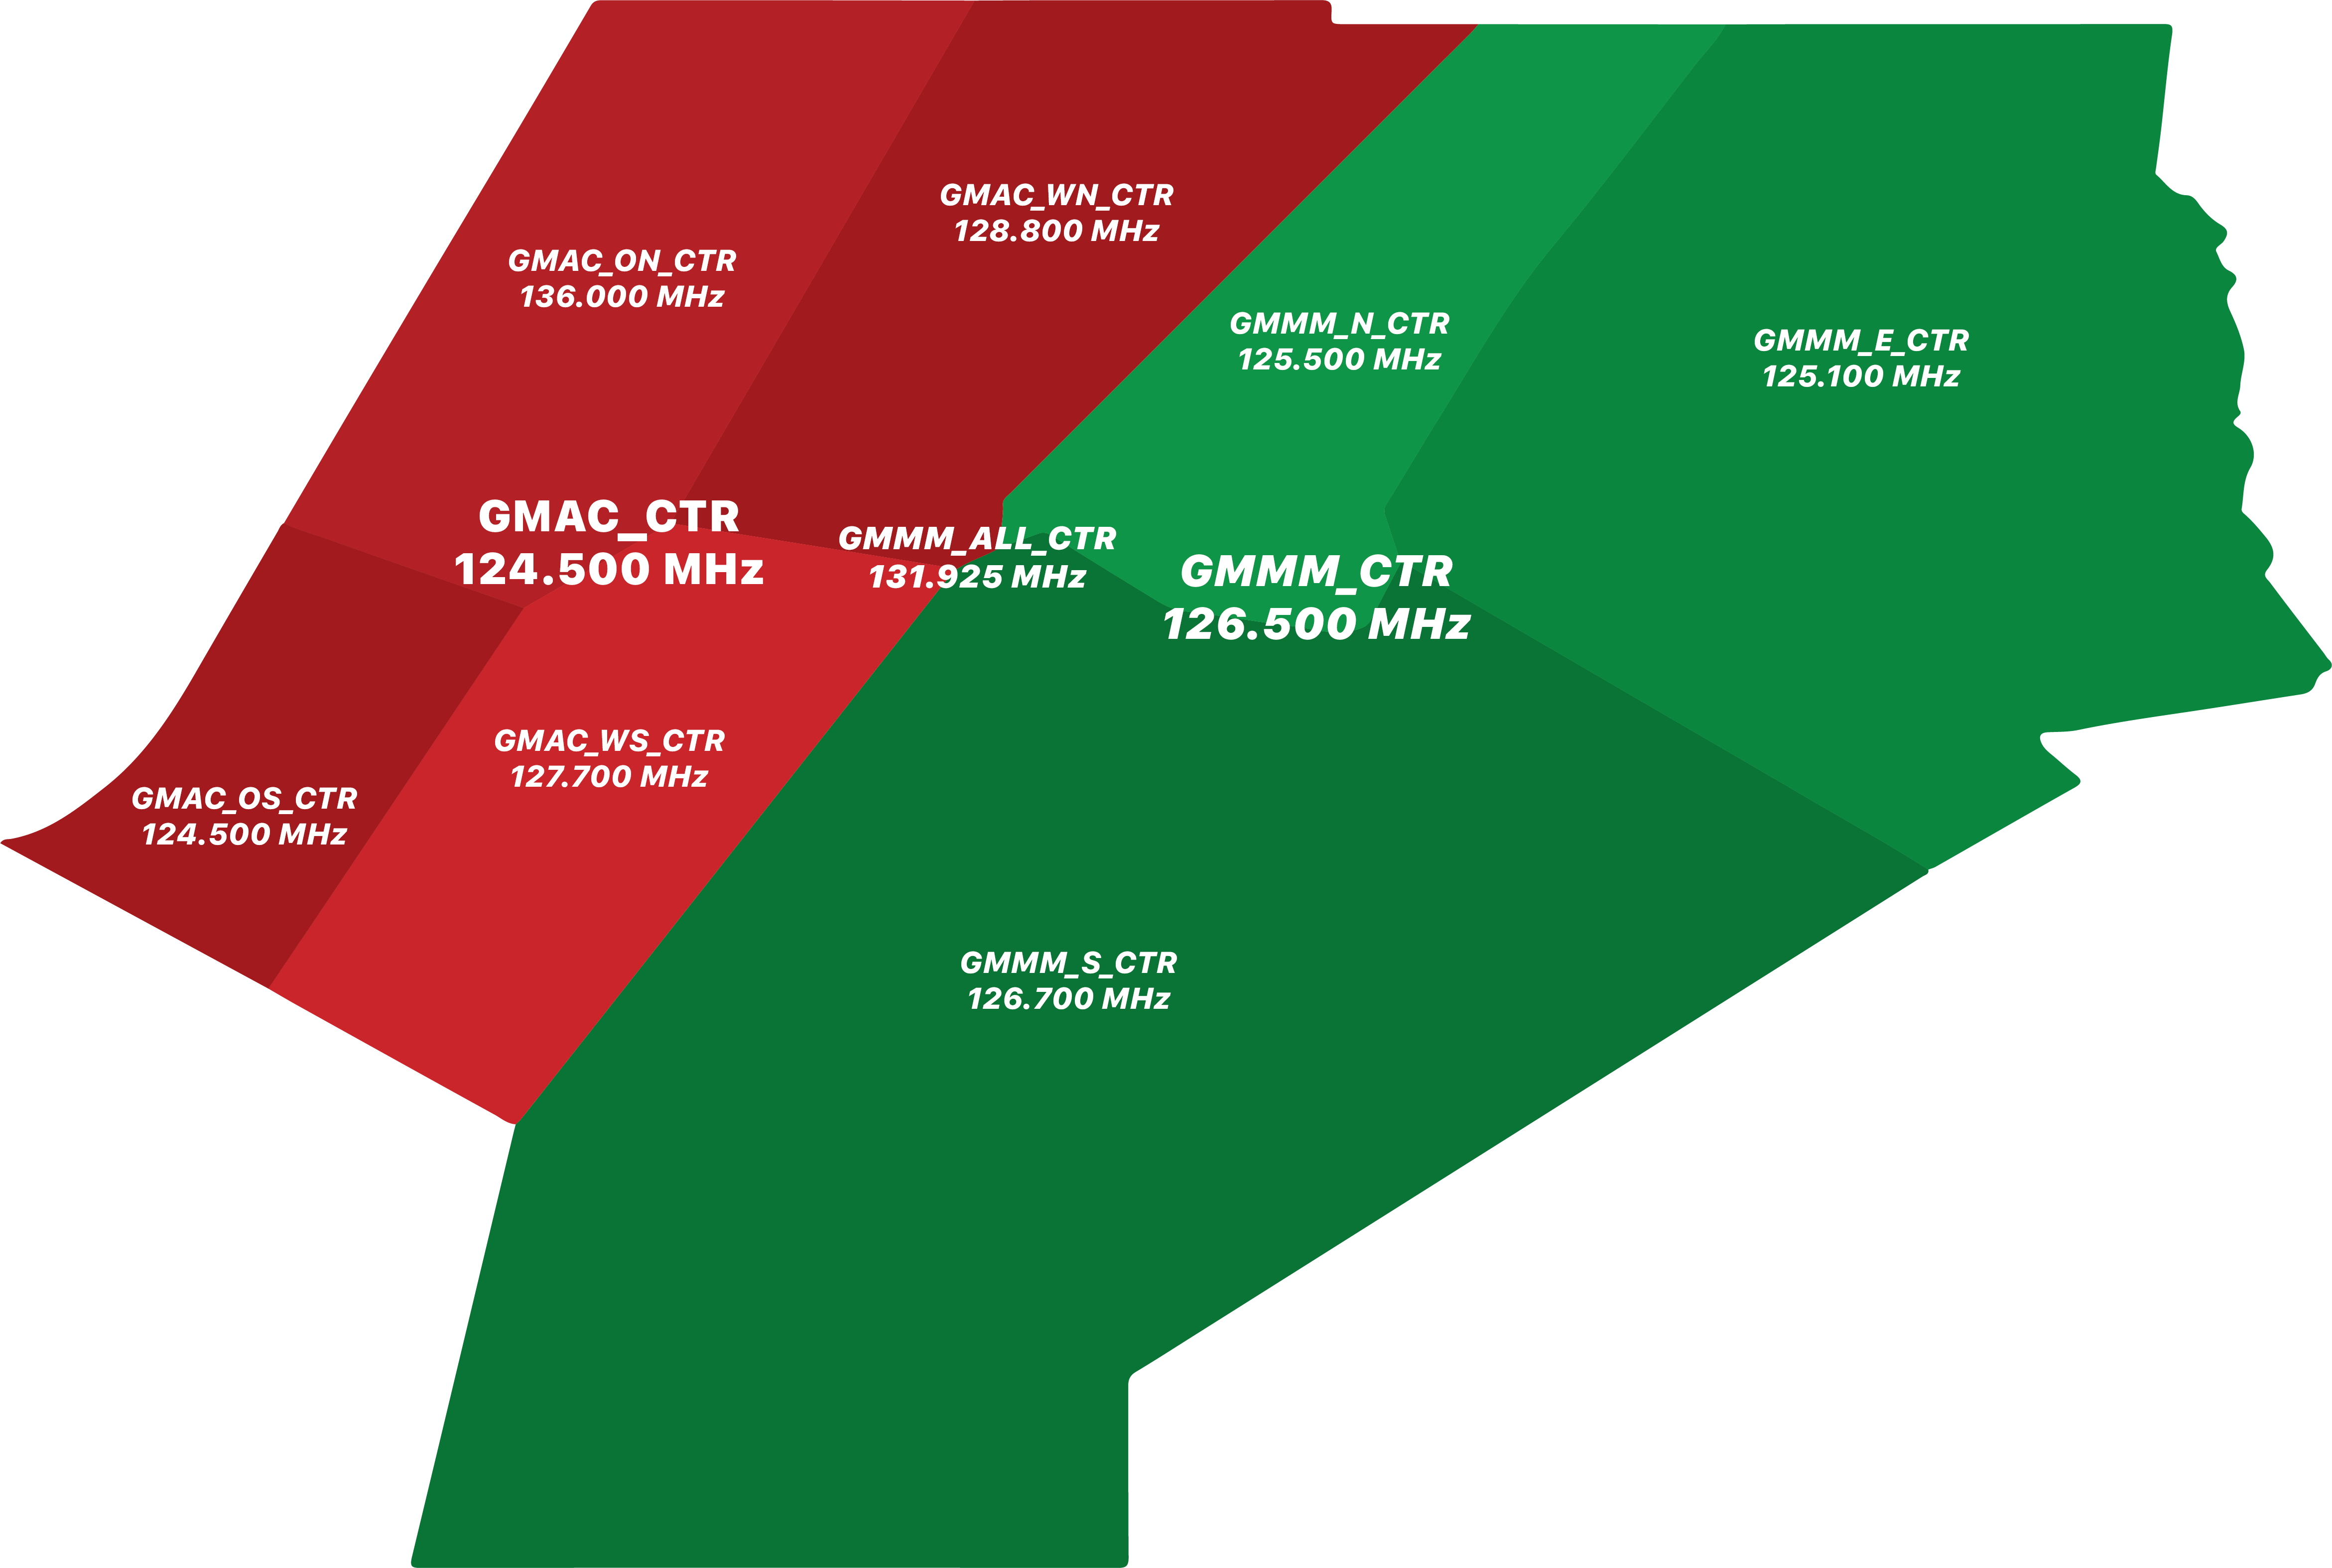 GMAC_WN_CTR
128.800 MHz
GMAC_ON_CTR
136.000 MHz
GMMM_N_CTR
125.500 MHz
GMMM_E_CTR
125.100 MHz
GMAC_CTR
124.500 MHz
GMMM_ALL_CTR
131.925 MHz
GMMM_CTR
126.500 MHz
GMAC_WS_CTR
127.700 MHz
GMAC_OS_CTR
124.500 MHz
GMMM_S_CTR
126.700 MHz